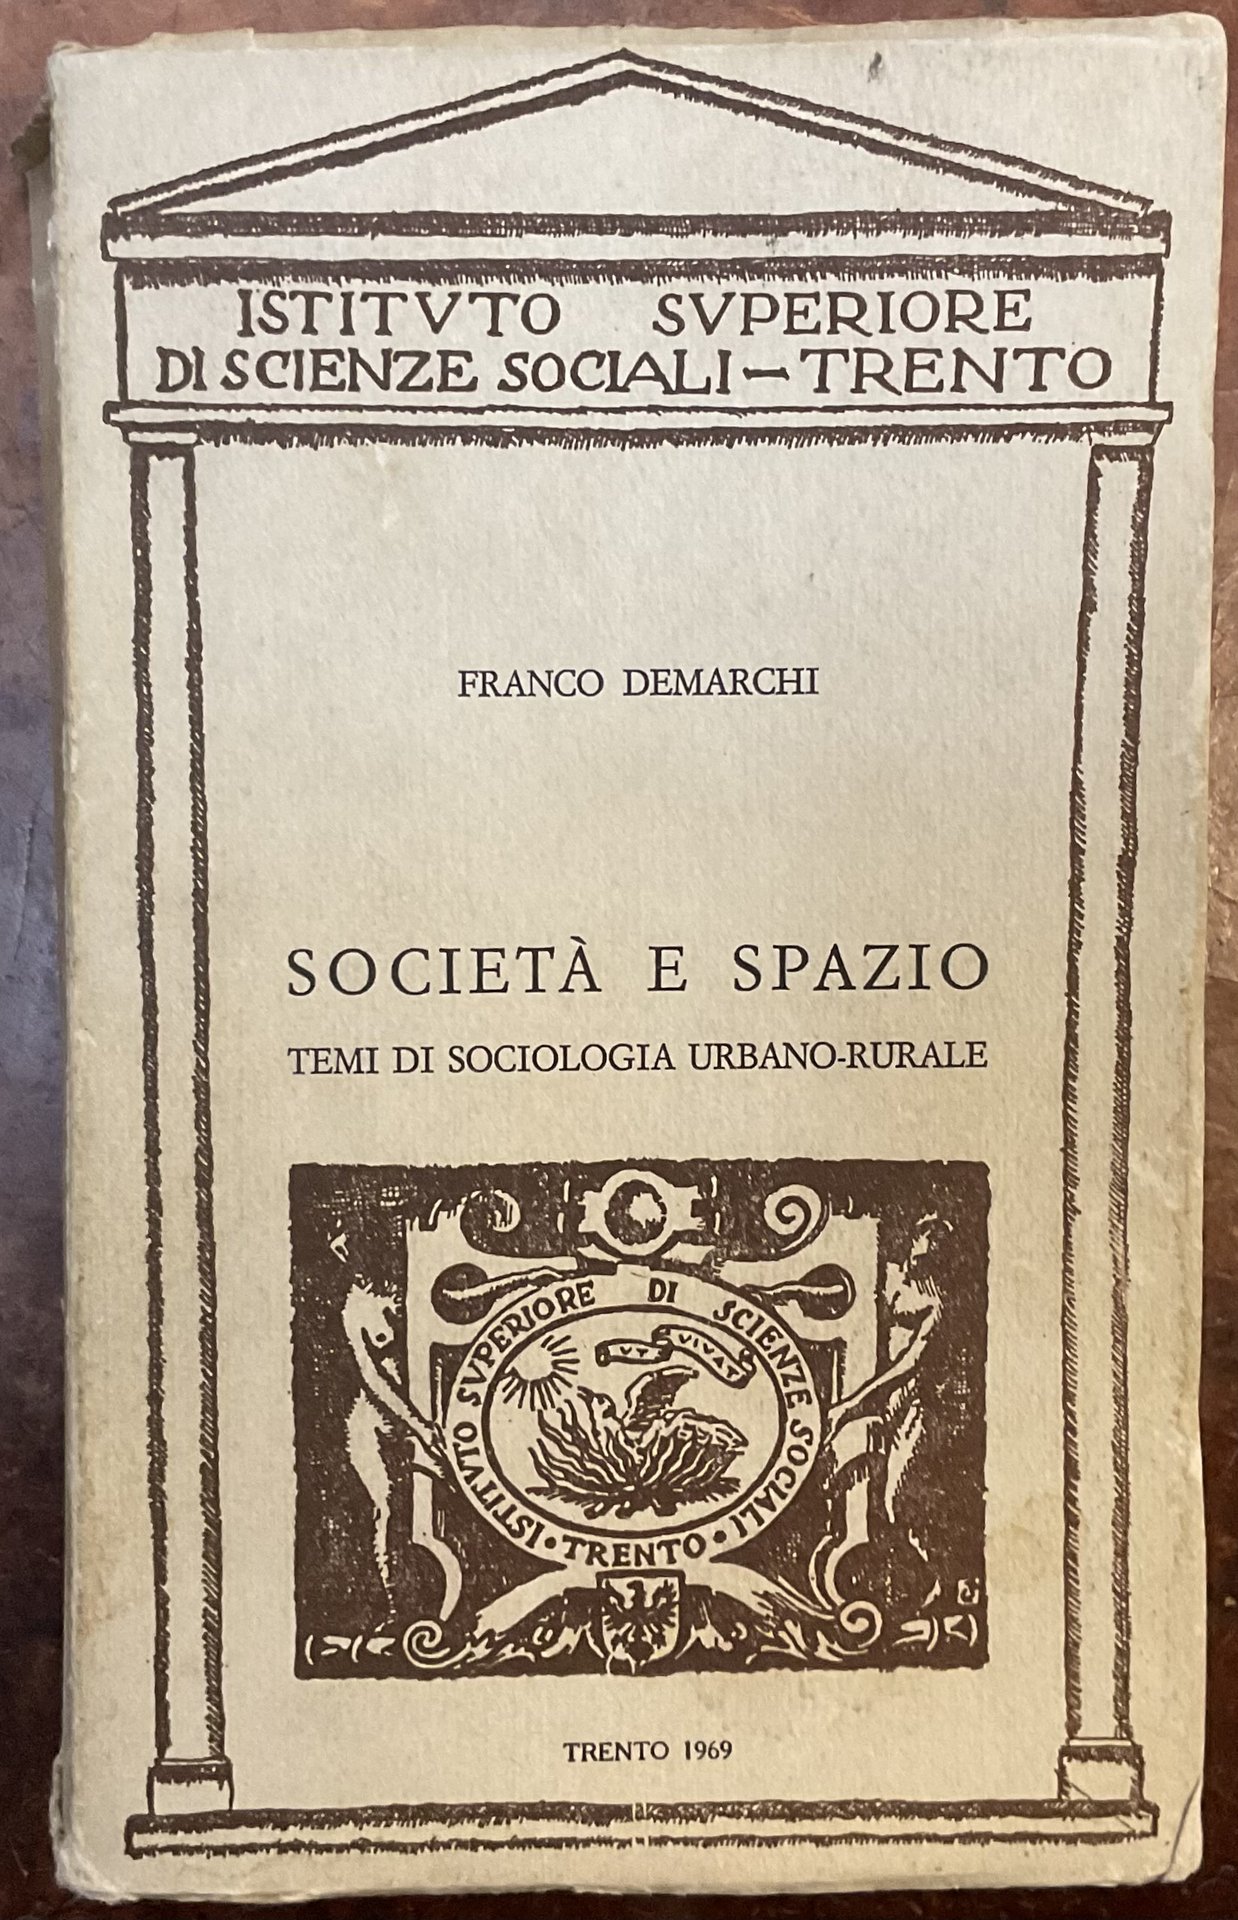 ISTITVTO SVPERIORE
DI SCIENZE SOCIALI — TRENTO
FRANCO DEMARCHI
SOCIETÀ E SPAZIO
TEMI DI SOCIOLOGIA URBANO-RURALE
ISTITVTO SVPERIORE DI SCIENZE SOCIALI • TRENTO •
VT VIVAT
TRENTO 1969